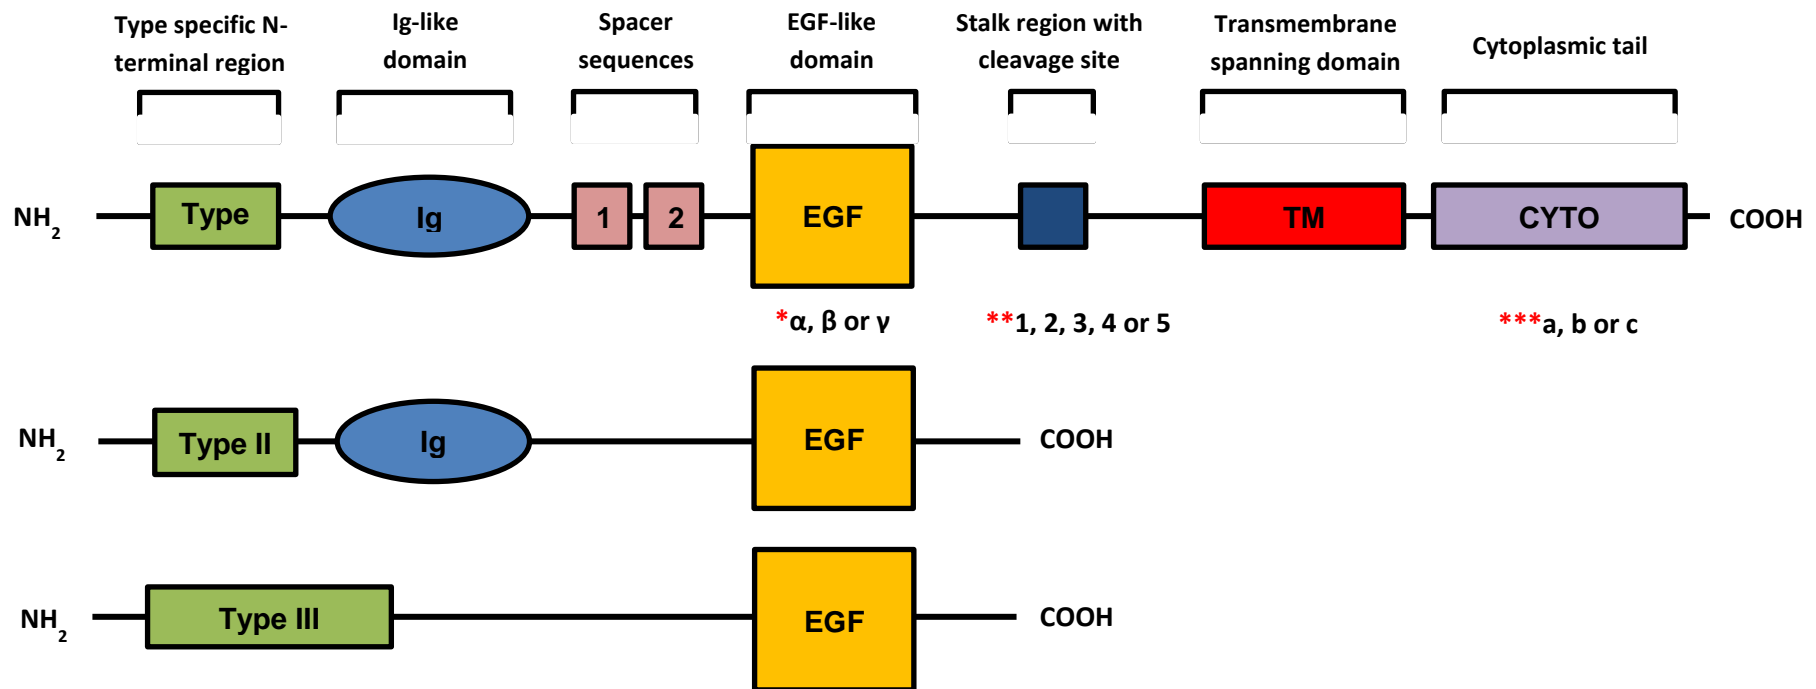 Type specific N-
terminal region
Ig-like
domain
Spacer
sequences
EGF-like
domain
Stalk region with
cleavage site
Transmembrane
spanning domain
Cytoplasmic tail
NH2
Type
Ig
1
2
EGF
TM
CYTO
COOH
*α, β or γ
**1, 2, 3, 4 or 5
***a, b or c
NH2
Type II
Ig
EGF
COOH
NH2
Type III
EGF
COOH